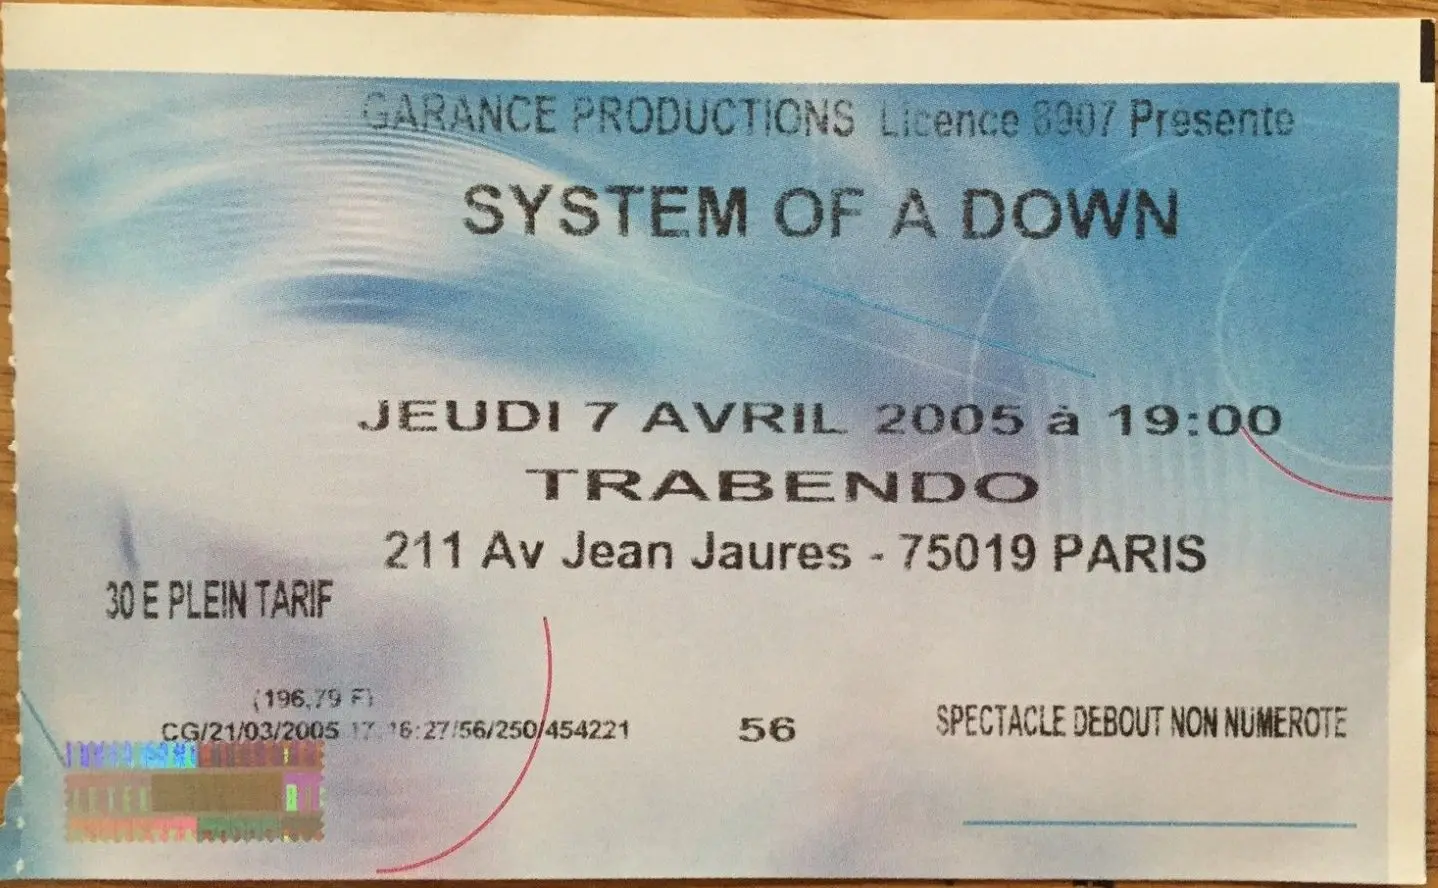 GARANCE PRODUCTIONS Licence 8907 Presente
SYSTEM OF A DOWN
JEUDI 7 AVRIL 2005 à 19:00
TRABENDO
211 Av Jean Jaures - 75019 PARIS
30 E PLEIN TARIF
(196,79 F)
CG/21/03/2005 17:16:27/56/250/454221
56
SPECTACLE DEBOUT NON NUMEROTE